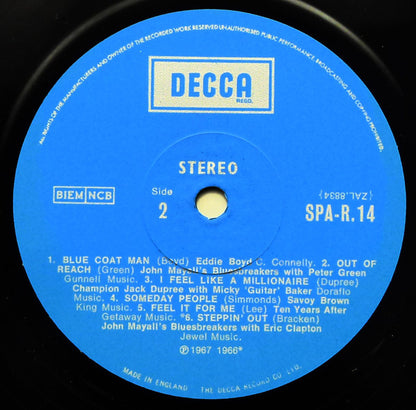 ALL RIGHTS OF THE MANUFACTURERS AND OWNER OF THE RECORDED WORK RESERVED. UNAUTHORISED PUBLIC PERFORMANCE, BROADCASTING AND COPYING OF THIS RECORD PROHIBITED
DECCA
REGD.
STEREO
BIEM NCB
Side
2
(ZAL.8834)
SPA-R.14
1. BLUE COAT MAN (Boyd) Eddie Boyd C. Connelly. 2. OUT OF
REACH (Green) John Mayall's Bluesbreakers with Peter Green
Gunnell Music. 3. I FEEL LIKE A MILLIONAIRE (Dupree)
Champion Jack Dupree with Micky 'Guitar' Baker Doraflo
Music. 4. SOMEDAY PEOPLE (Simmonds) Savoy Brown
King Music. 5. FEEL IT FOR ME (Lee) Ten Years After
Getaway Music. *6. STEPPIN' OUT (Bracken)
John Mayall's Bluesbreakers with Eric Clapton
Jewel Music.
℗ 1967 1966*
MADE IN ENGLAND THE DECCA RECORD CO. LTD.